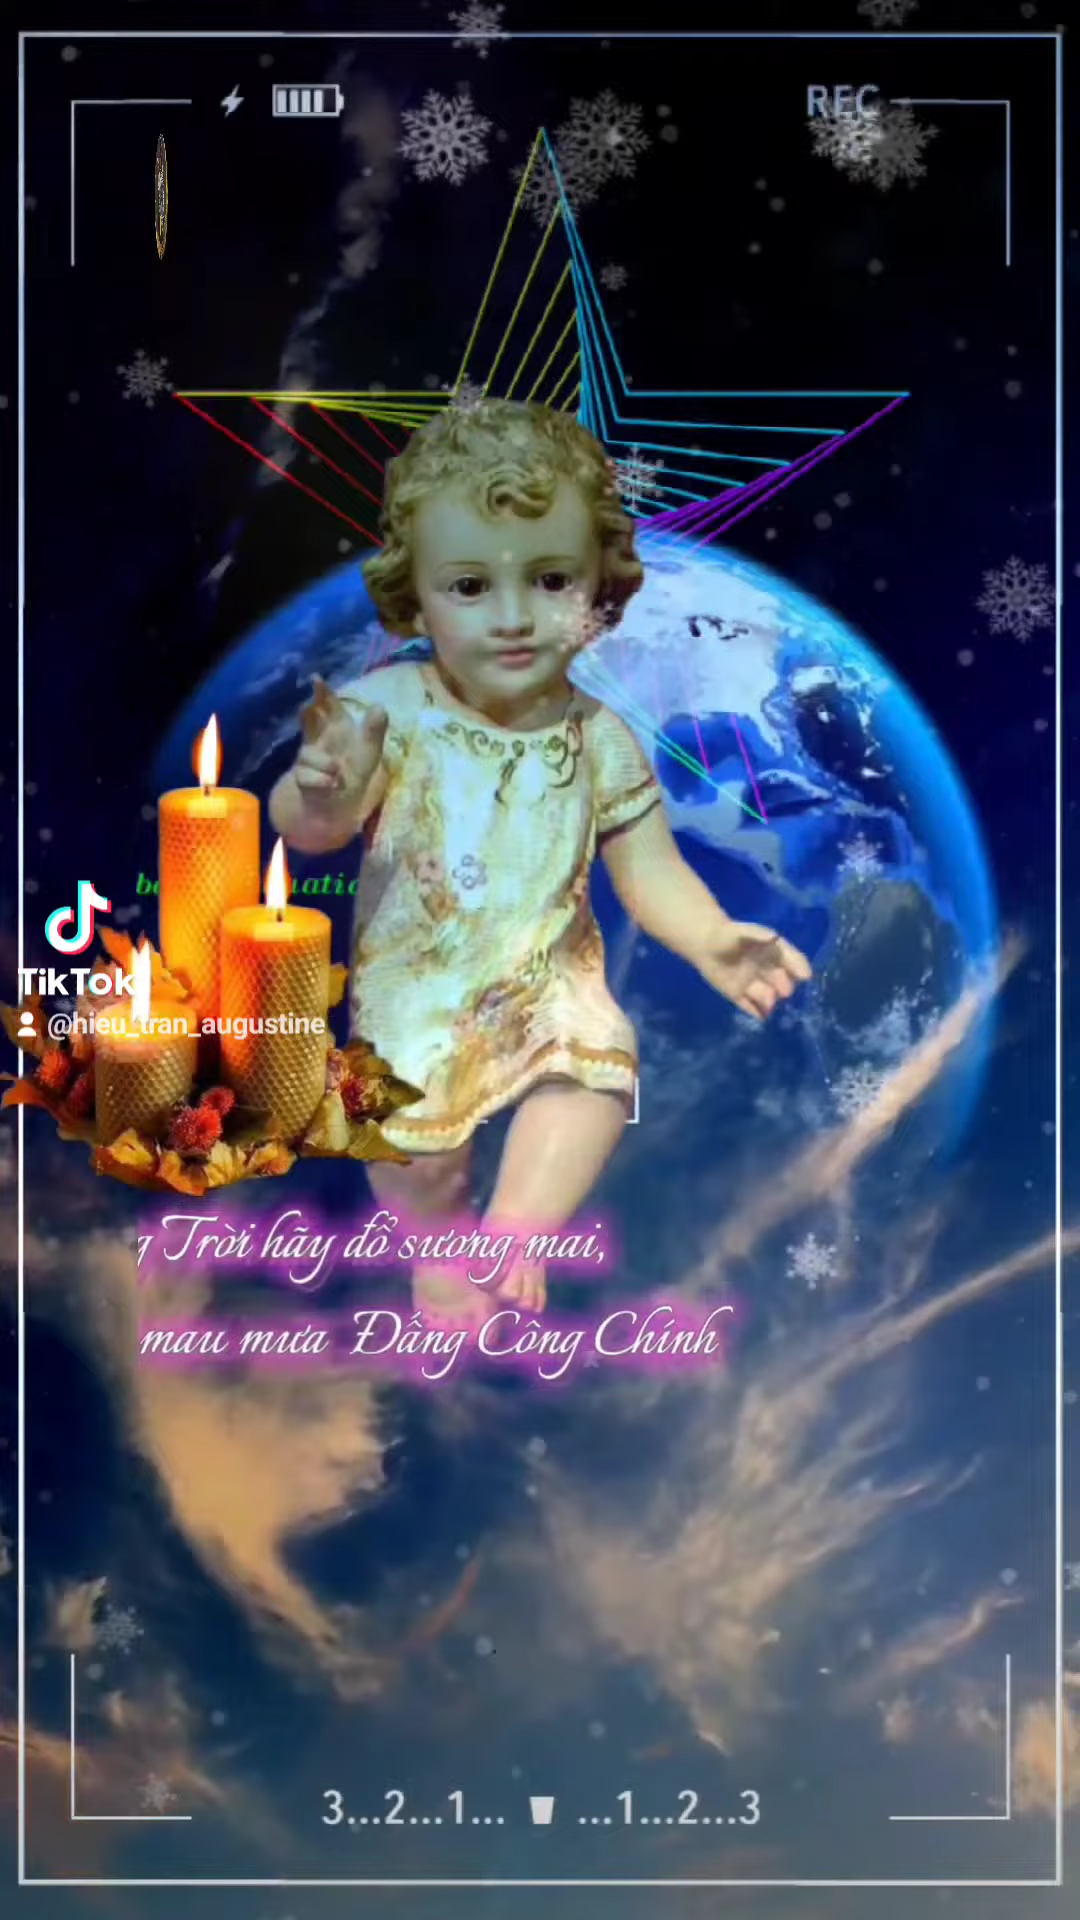 REC
TikTok
@hieu_tran_augustine
Trời hãy đổ sương mai,
mau mưa Đấng Công Chính
3...2...1... ...1...2...3